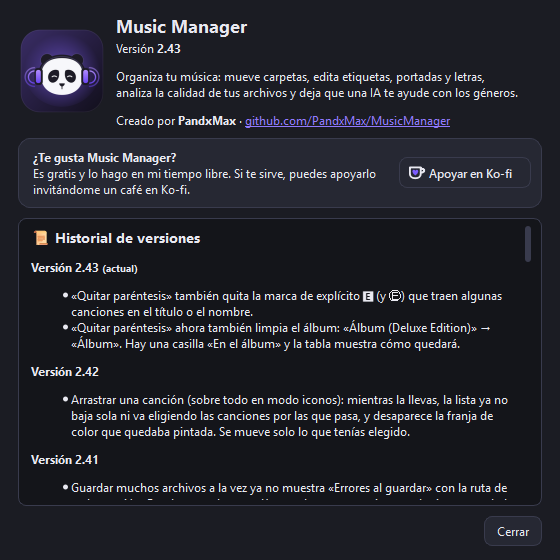 Music Manager
Versión 2.43
Organiza tu música: mueve carpetas, edita etiquetas, portadas y letras,
analiza la calidad de tus archivos y deja que una IA te ayude con los géneros.
Creado por PandxMax · github.com/PandxMax/MusicManager
¿Te gusta Music Manager?
Es gratis y lo hago en mi tiempo libre. Si te sirve, puedes apoyarlo
invitándome un café en Ko-fi.
Apoyar en Ko-fi
📜 Historial de versiones
Versión 2.43 (actual)
• «Quitar paréntesis» también quita la marca de explícito 🅴 (y Ⓔ) que traen algunas
canciones en el título o el nombre.
• «Quitar paréntesis» ahora también limpia el álbum: «Álbum (Deluxe Edition)» →
«Álbum». Hay una casilla «En el álbum» y la tabla muestra cómo quedará.
Versión 2.42
• Arrastrar una canción (sobre todo en modo iconos): mientras la llevas, la lista ya no
baja sola ni va eligiendo las canciones por las que pasa, y desaparece la franja de
color que quedaba pintada. Se mueve solo lo que tenías elegido.
Versión 2.41
• Guardar muchos archivos a la vez ya no muestra «Errores al guardar» con la ruta de
Cerrar